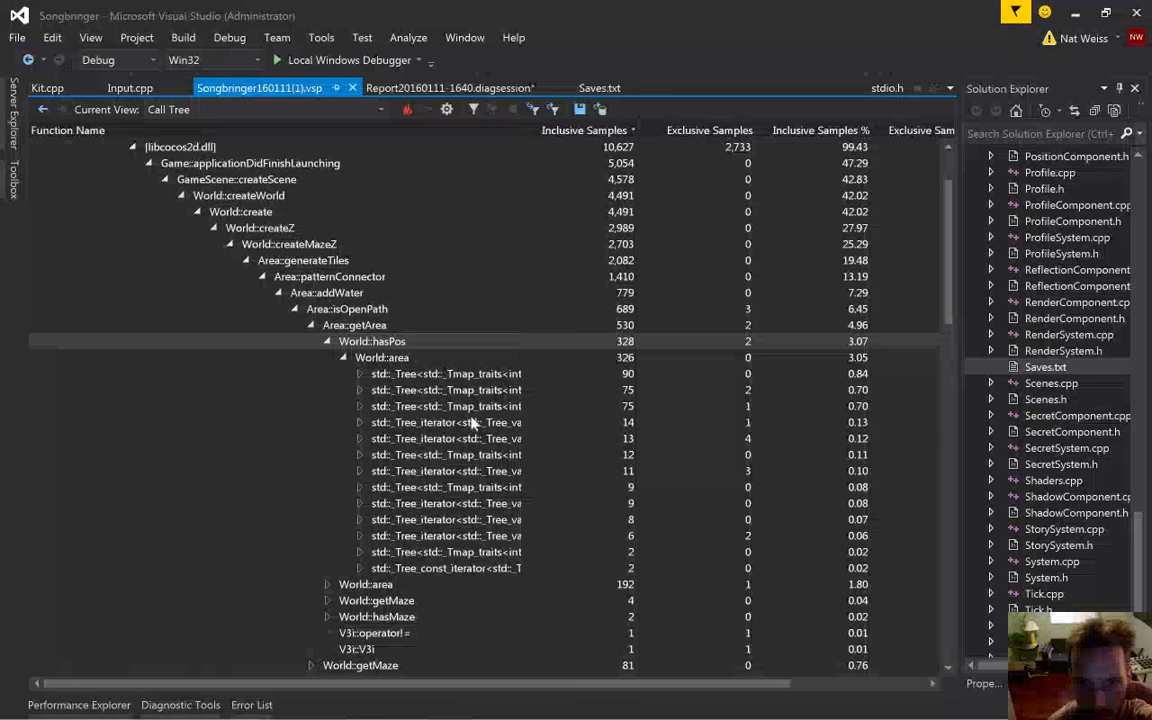 Songbringer - Microsoft Visual Studio (Administrator)
File Edit View Project Build Debug Team Tools Test Analyze Window Help
Nat Weiss NW
Debug Win32 Local Windows Debugger
Kit.cpp Input.cpp Songbringer160111(1).vsp Report20160111-1640.diagsession* Saves.txt stdio.h Solution Explorer
Server Explorer
Toolbox
Current View: Call Tree
Function Name Inclusive Samples Exclusive Samples Inclusive Samples % Exclusive Sam
[libcocos2d.dll] 10,627 2,733 99.43
Game::applicationDidFinishLaunching 5,054 0 47.29
GameScene::createScene 4,578 0 42.83
World::createWorld 4,491 0 42.02
World::create 4,491 0 42.02
World::createZ 2,989 0 27.97
World::createMazeZ 2,703 0 25.29
Area::generateTiles 2,082 0 19.48
Area::patternConnector 1,410 0 13.19
Area::addWater 779 0 7.29
Area::isOpenPath 689 3 6.45
Area::getArea 530 2 4.96
World::hasPos 328 2 3.07
World::area 326 0 3.05
std::_Tree<std::_Tmap_traits<int 90 0 0.84
std::_Tree<std::_Tmap_traits<int 75 2 0.70
std::_Tree<std::_Tmap_traits<int 75 1 0.70
std::_Tree_iterator<std::_Tree_va 14 1 0.13
std::_Tree_iterator<std::_Tree_va 13 4 0.12
std::_Tree<std::_Tmap_traits<int 12 0 0.11
std::_Tree_iterator<std::_Tree_va 11 3 0.10
std::_Tree<std::_Tmap_traits<int 9 0 0.08
std::_Tree_iterator<std::_Tree_va 9 0 0.08
std::_Tree_iterator<std::_Tree_va 8 0 0.07
std::_Tree_iterator<std::_Tree_va 6 2 0.06
std::_Tree<std::_Tmap_traits<int 2 0 0.02
std::_Tree_const_iterator<std::_T 2 0 0.02
World::area 192 1 1.80
World::getMaze 4 0 0.04
World::hasMaze 2 0 0.02
V3i::operator!= 1 1 0.01
V3i::V3i 1 1 0.01
World::getMaze 81 0 0.76
Search Solution Explorer (Ctrl+
PositionComponent.h
Profile.cpp
Profile.h
ProfileComponent.cpp
ProfileComponent.h
ProfileSystem.cpp
ProfileSystem.h
ReflectionComponent
ReflectionComponent.
RenderComponent.cp
RenderComponent.h
RenderSystem.cpp
RenderSystem.h
Saves.txt
Scenes.cpp
Scenes.h
SecretComponent.cpp
SecretComponent.h
SecretSystem.cpp
SecretSystem.h
Shaders.cpp
ShadowComponent.cp
ShadowComponent.h
StorySystem.cpp
StorySystem.h
System.cpp
System.h
Tick.cpp
Tick.h
Prope...
Performance Explorer Diagnostic Tools Error List